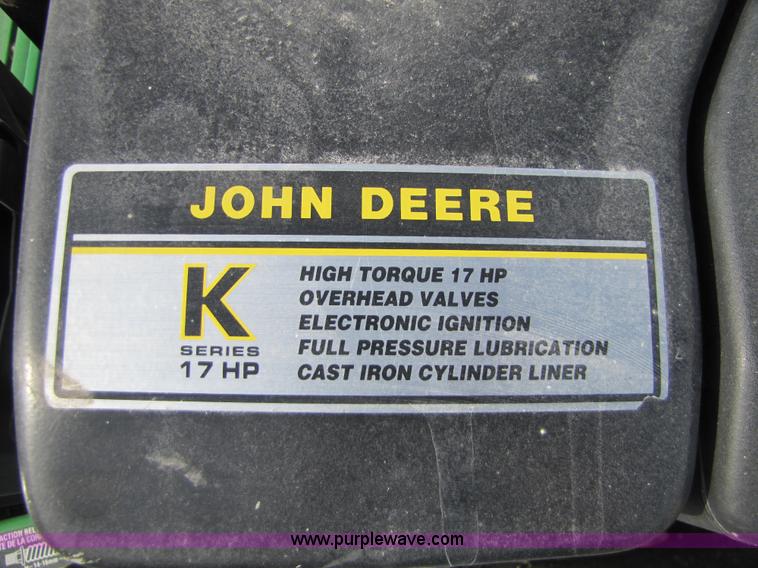 JOHN DEERE
K
SERIES
17 HP
HIGH TORQUE 17 HP
OVERHEAD VALVES
ELECTRONIC IGNITION
FULL PRESSURE LUBRICATION
CAST IRON CYLINDER LINER
www.purplewave.com